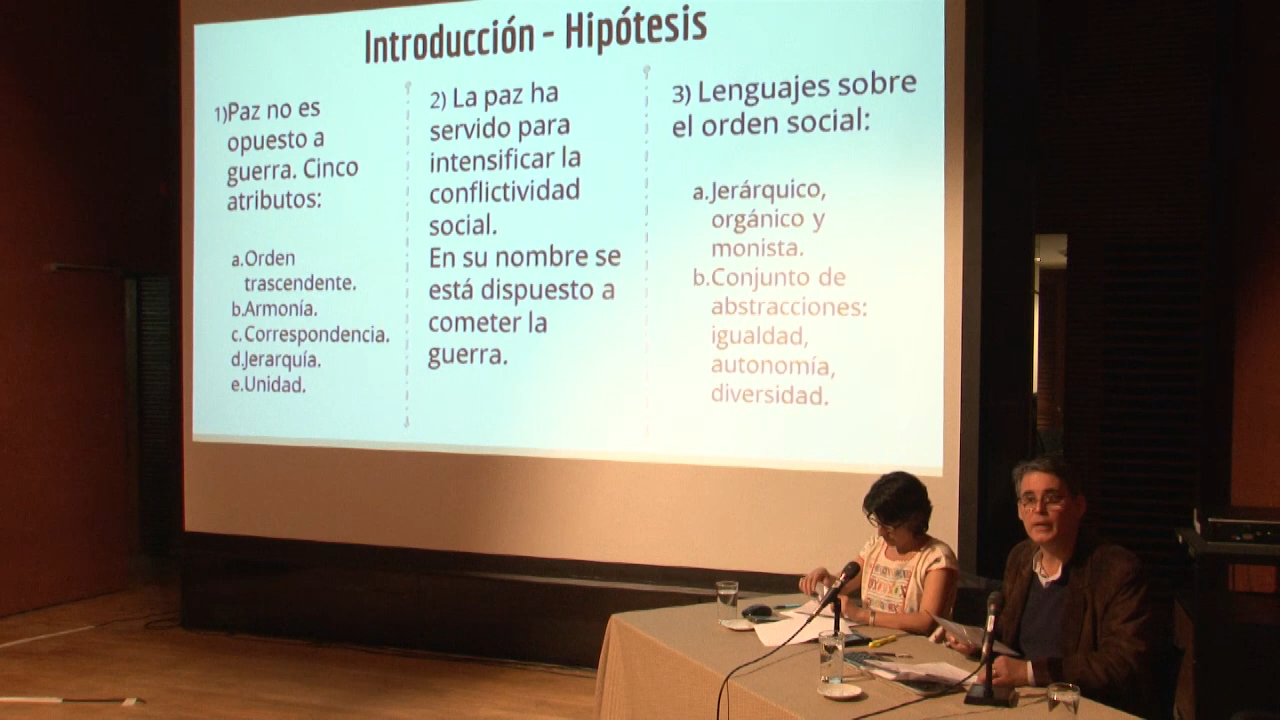 Introducción - Hipótesis
1)Paz no es
opuesto a
guerra. Cinco
atributos:
a.Orden
trascendente.
b.Armonía.
c.Correspondencia.
d.Jerarquía.
e.Unidad.
2) La paz ha
servido para
intensificar la
conflictividad
social.
En su nombre se
está dispuesto a
cometer la
guerra.
3) Lenguajes sobre
el orden social:
a.Jerárquico,
orgánico y
monista.
b.Conjunto de
abstracciones:
igualdad,
autonomía,
diversidad.